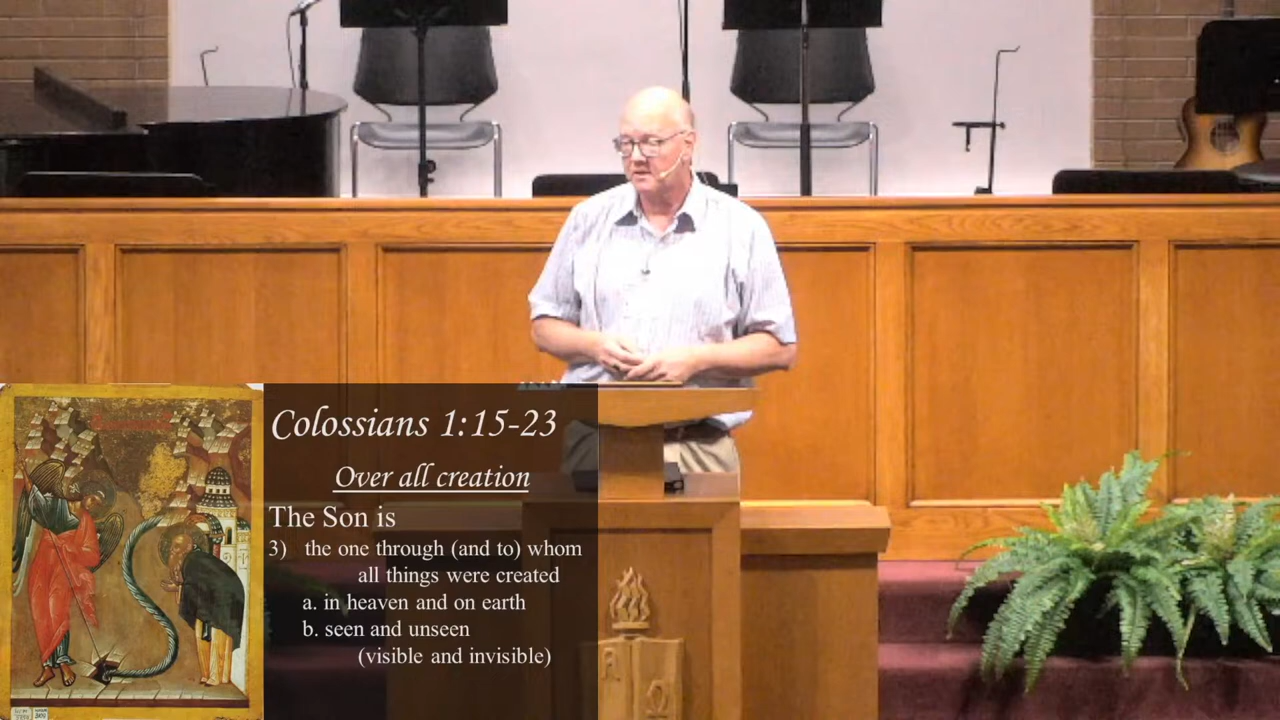 Colossians 1:15-23
Over all creation
The Son is
3) the one through (and to) whom
all things were created
a. in heaven and on earth
b. seen and unseen
(visible and invisible)